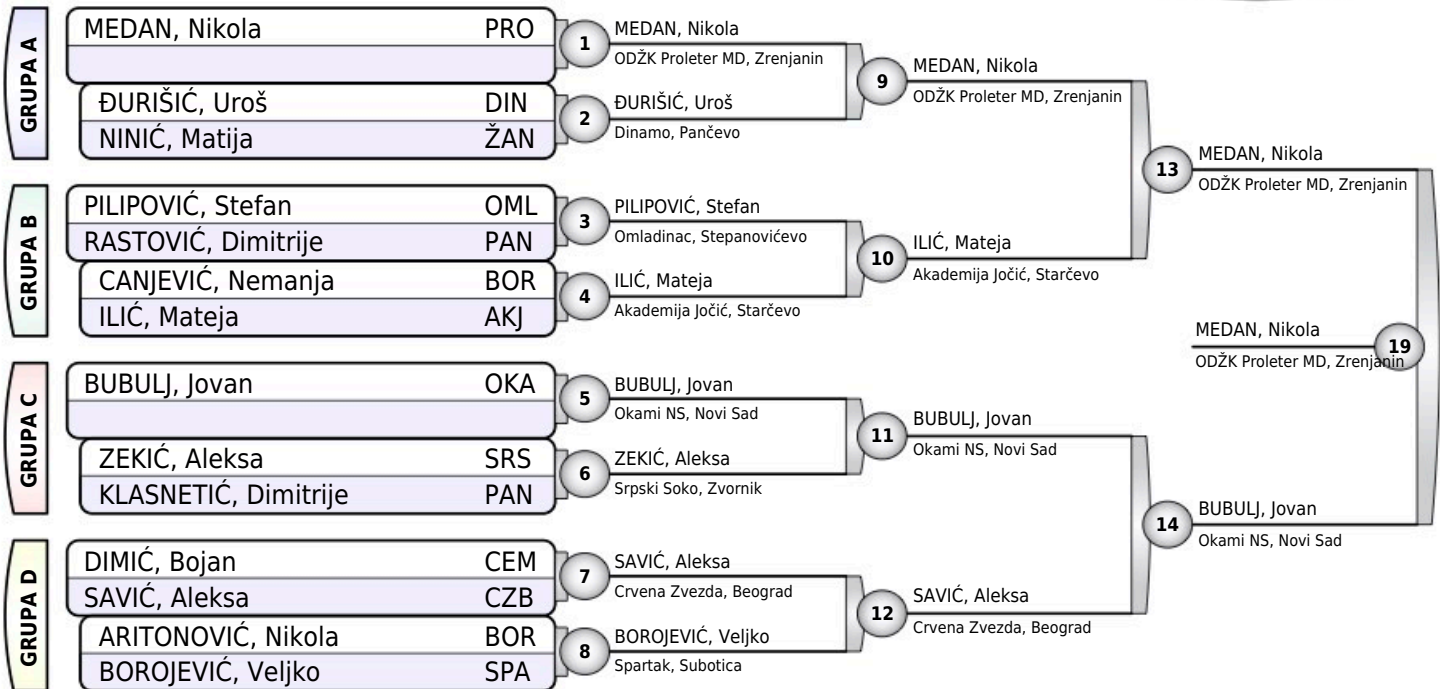 GRUPA A
MEDAN, Nikola PRO
ĐURIŠIĆ, Uroš DIN
NINIĆ, Matija ŽAN
GRUPA B
PILIPOVIĆ, Stefan OML
RASTOVIĆ, Dimitrije PAN
CANJEVIĆ, Nemanja BOR
ILIĆ, Mateja AKJ
GRUPA C
BUBULJ, Jovan OKA
ZEKIĆ, Aleksa SRS
KLASNETIĆ, Dimitrije PAN
GRUPA D
DIMIĆ, Bojan CEM
SAVIĆ, Aleksa CZB
ARITONOVIĆ, Nikola BOR
BOROJEVIĆ, Veljko SPA
1
MEDAN, Nikola
ODŽK Proleter MD, Zrenjanin
2
ĐURIŠIĆ, Uroš
Dinamo, Pančevo
3
PILIPOVIĆ, Stefan
Omladinac, Stepanovićevo
4
ILIĆ, Mateja
Akademija Jočić, Starčevo
5
BUBULJ, Jovan
Okami NS, Novi Sad
6
ZEKIĆ, Aleksa
Srpski Soko, Zvornik
7
SAVIĆ, Aleksa
Crvena Zvezda, Beograd
8
BOROJEVIĆ, Veljko
Spartak, Subotica
9
MEDAN, Nikola
ODŽK Proleter MD, Zrenjanin
10
ILIĆ, Mateja
Akademija Jočić, Starčevo
11
BUBULJ, Jovan
Okami NS, Novi Sad
12
SAVIĆ, Aleksa
Crvena Zvezda, Beograd
13
MEDAN, Nikola
ODŽK Proleter MD, Zrenjanin
14
BUBULJ, Jovan
Okami NS, Novi Sad
MEDAN, Nikola
19
ODŽK Proleter MD, Zrenjanin